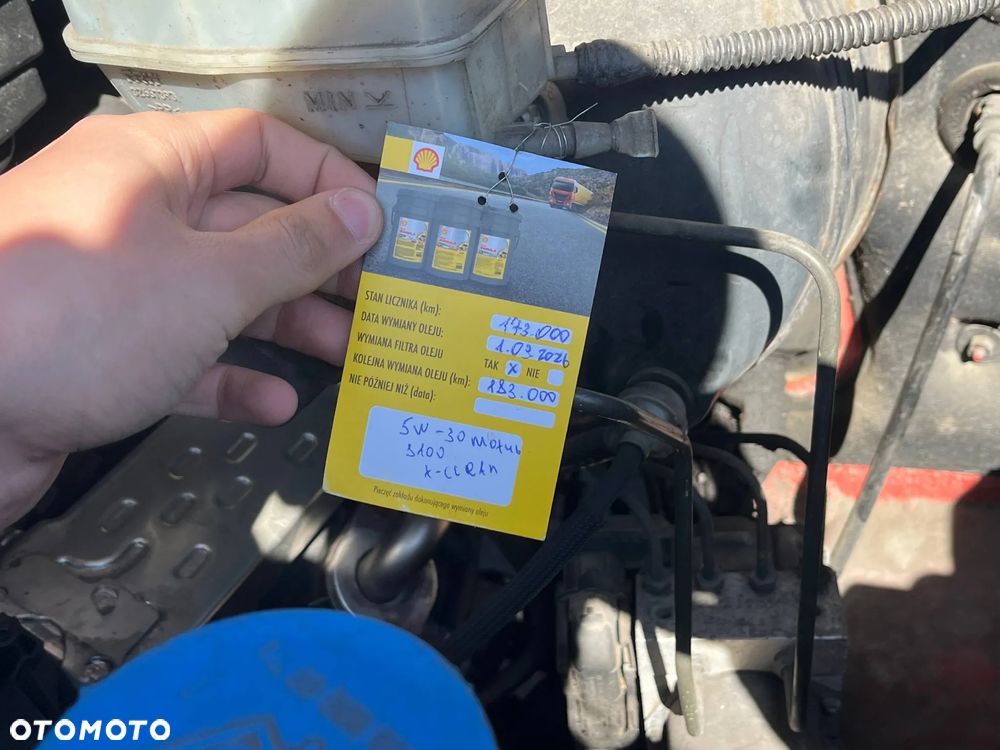 MIN
STAN LICZNIKA (km): 173.000
DATA WYMIANY OLEJU: 1.03.2026
WYMIANA FILTRA OLEJU TAK X NIE
KOLEJNA WYMIANA OLEJU (km): 183.000
NIE PÓŹNIEJ NIŻ (data):
5W-30 Motul
3100
X-CLEAN
Pieczęć zakładu dokonującego wymiany oleju
OTOMOTO